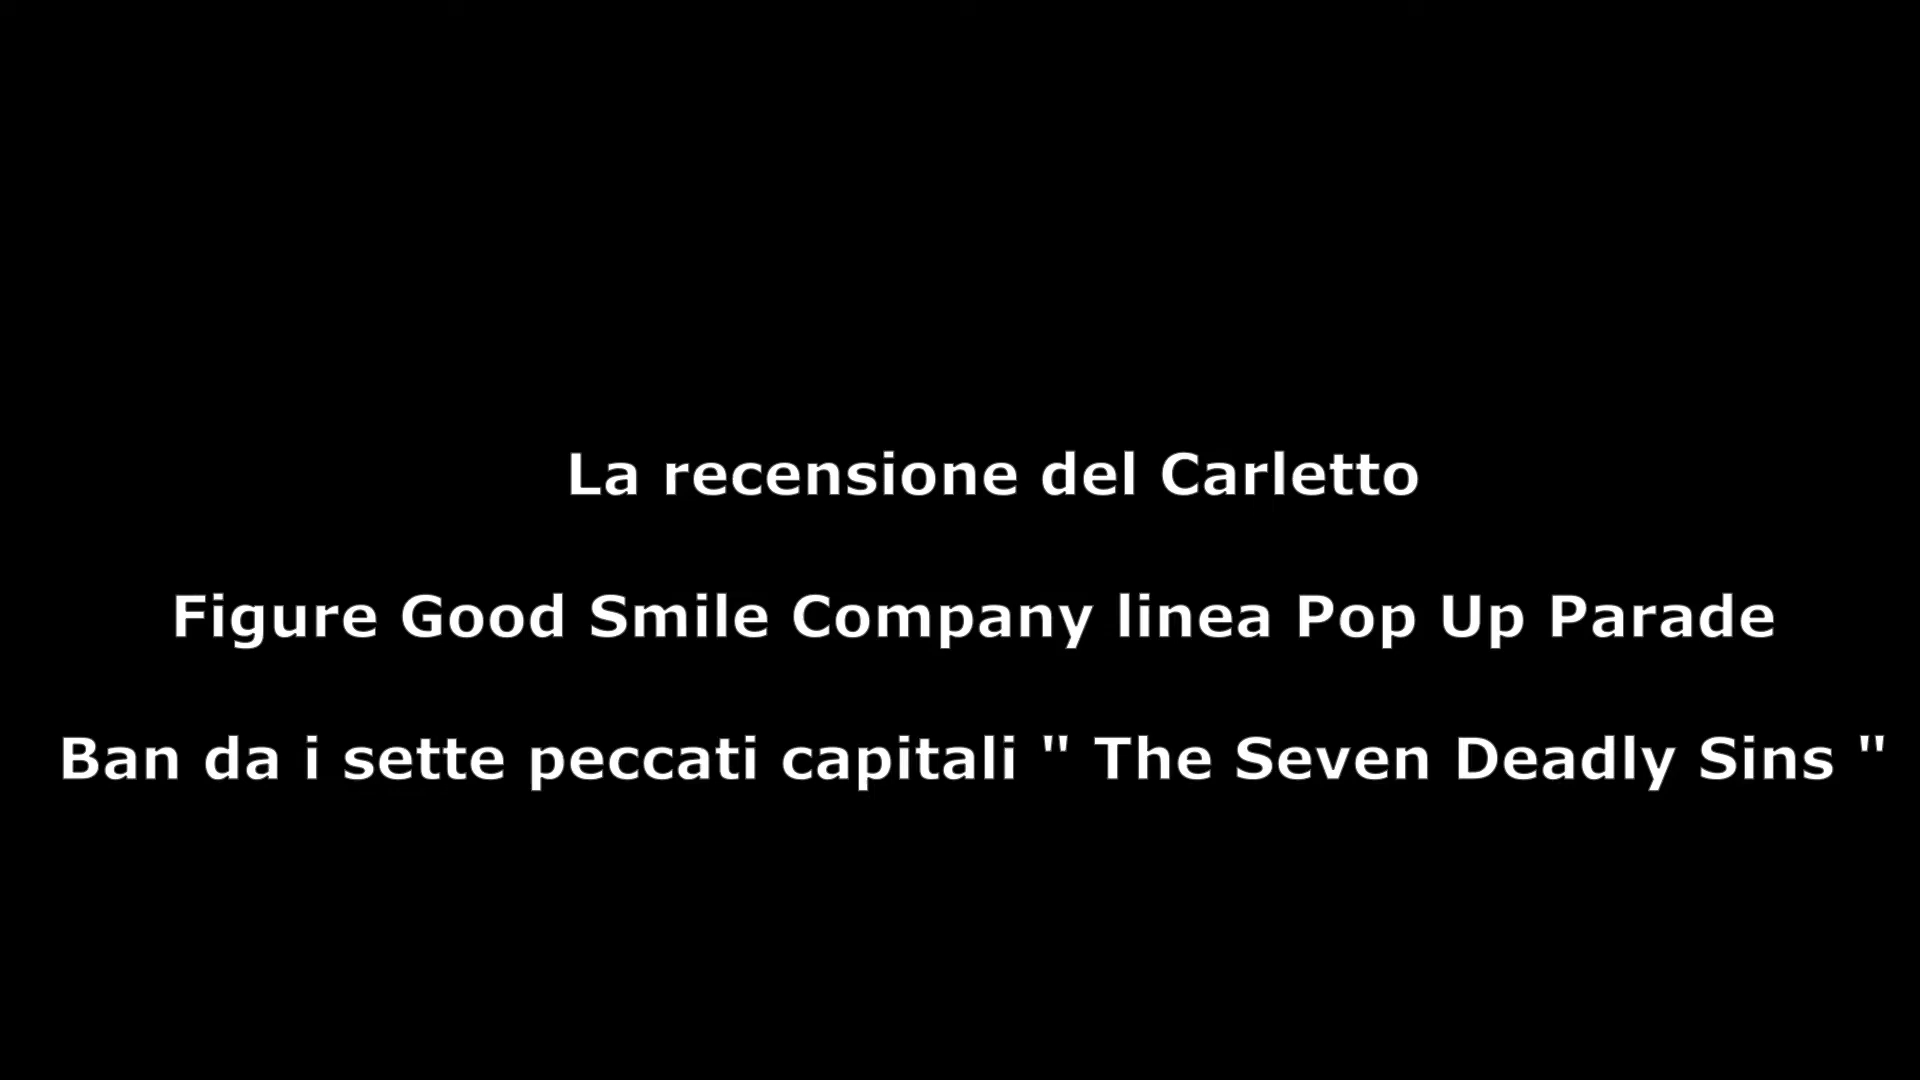 La recensione del Carletto
Figure Good Smile Company linea Pop Up Parade
Ban da i sette peccati capitali " The Seven Deadly Sins "